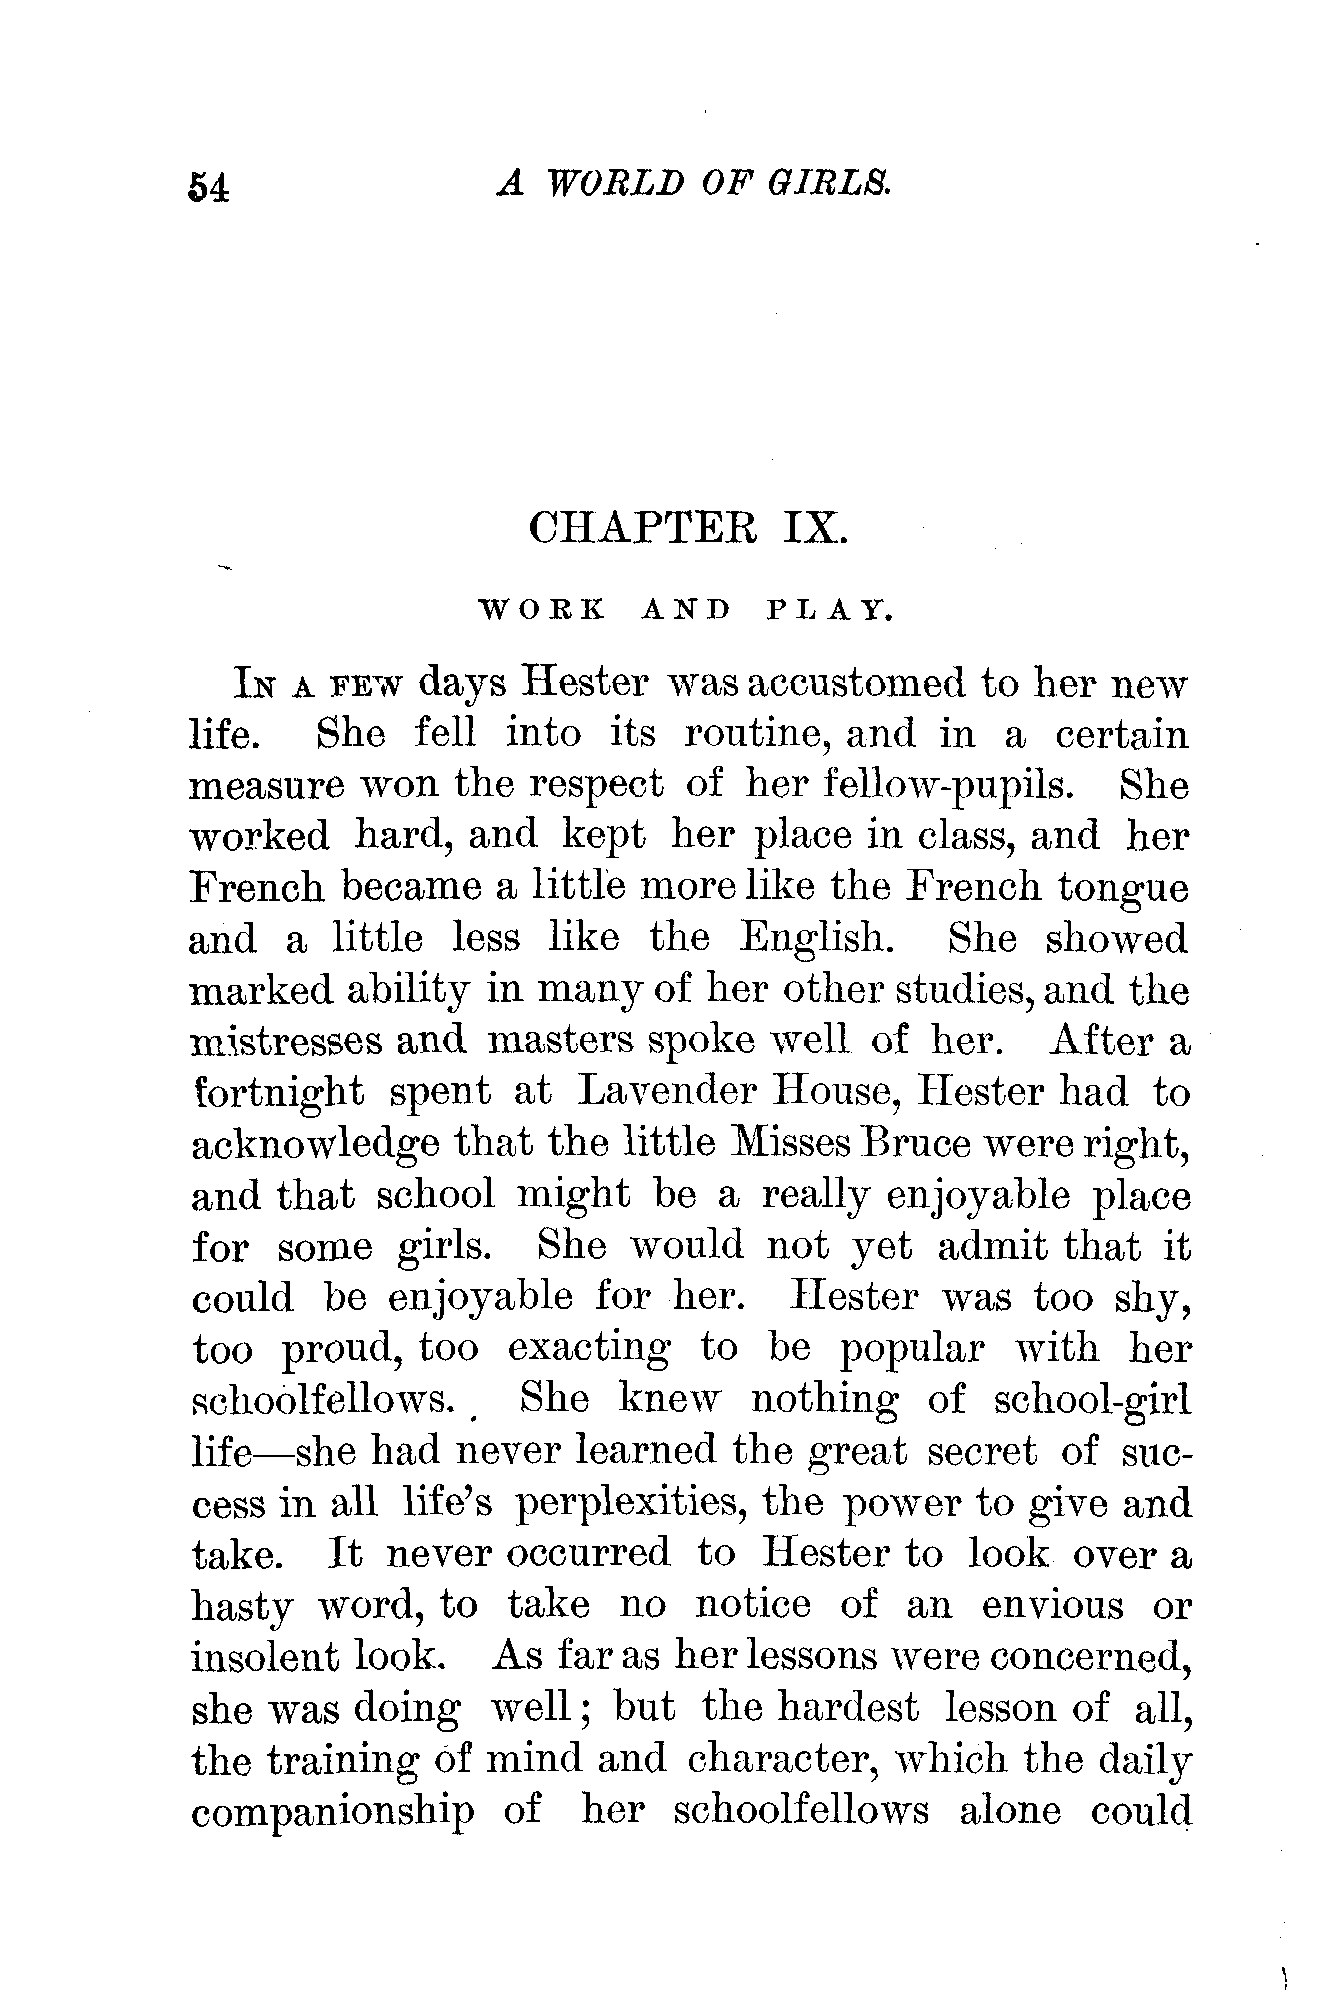 54 A WORLD OF GIRLS.
CHAPTER IX.
WORK AND PLAY.
IN A FEW days Hester was accustomed to her new
life. She fell into its routine, and in a certain
measure won the respect of her fellow-pupils. She
worked hard, and kept her place in class, and her
French became a little more like the French tongue
and a little less like the English. She showed
marked ability in many of her other studies, and the
mistresses and masters spoke well of her. After a
fortnight spent at Lavender House, Hester had to
acknowledge that the little Misses Bruce were right,
and that school might be a really enjoyable place
for some girls. She would not yet admit that it
could be enjoyable for her. Hester was too shy,
too proud, too exacting to be popular with her
schoolfellows. She knew nothing of school-girl
life—she had never learned the great secret of suc-
cess in all life's perplexities, the power to give and
take. It never occurred to Hester to look over a
hasty word, to take no notice of an envious or
insolent look. As far as her lessons were concerned,
she was doing well; but the hardest lesson of all,
the training of mind and character, which the daily
companionship of her schoolfellows alone could